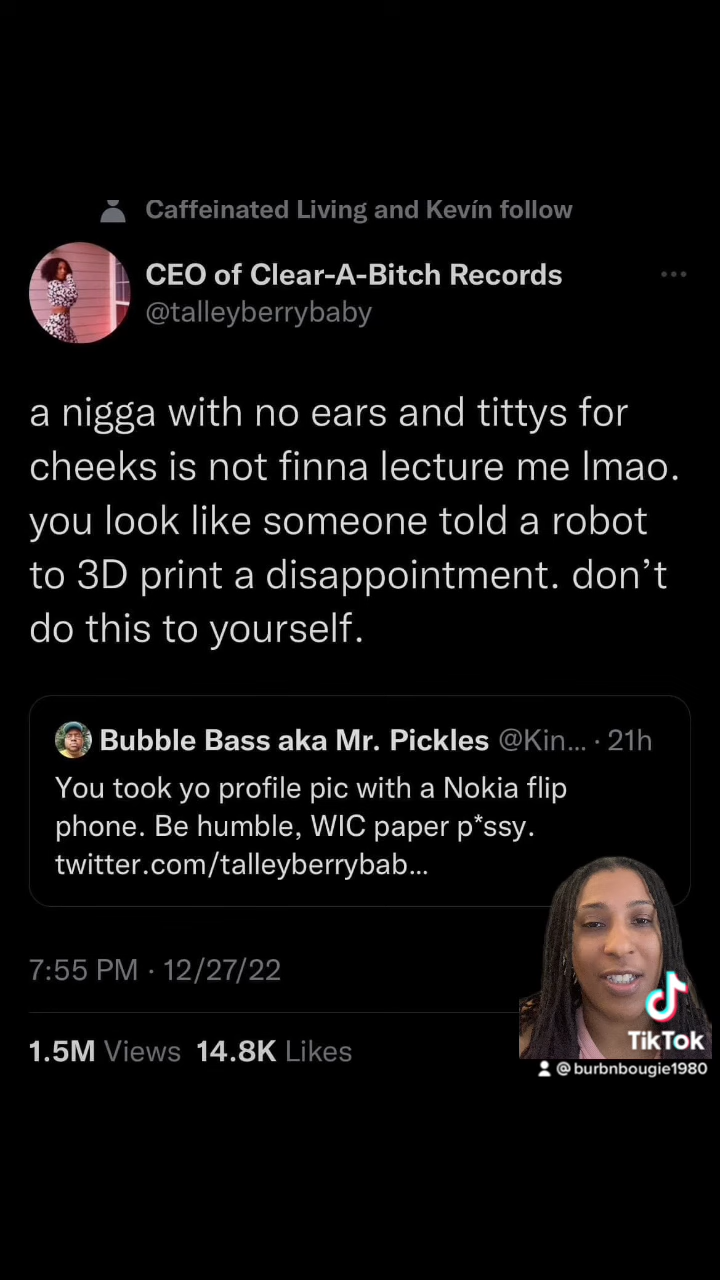 Caffeinated Living and Kevín follow
CEO of Clear-A-Bitch Records
@talleyberrybaby
a nigga with no ears and tittys for
cheeks is not finna lecture me lmao.
you look like someone told a robot
to 3D print a disappointment. don’t
do this to yourself.
Bubble Bass aka Mr. Pickles @Kin... · 21h
You took yo profile pic with a Nokia flip
phone. Be humble, WIC paper p*ssy.
twitter.com/talleyberrybab...
7:55 PM · 12/27/22
1.5M Views 14.8K Likes
TikTok
@burbnbougie1980